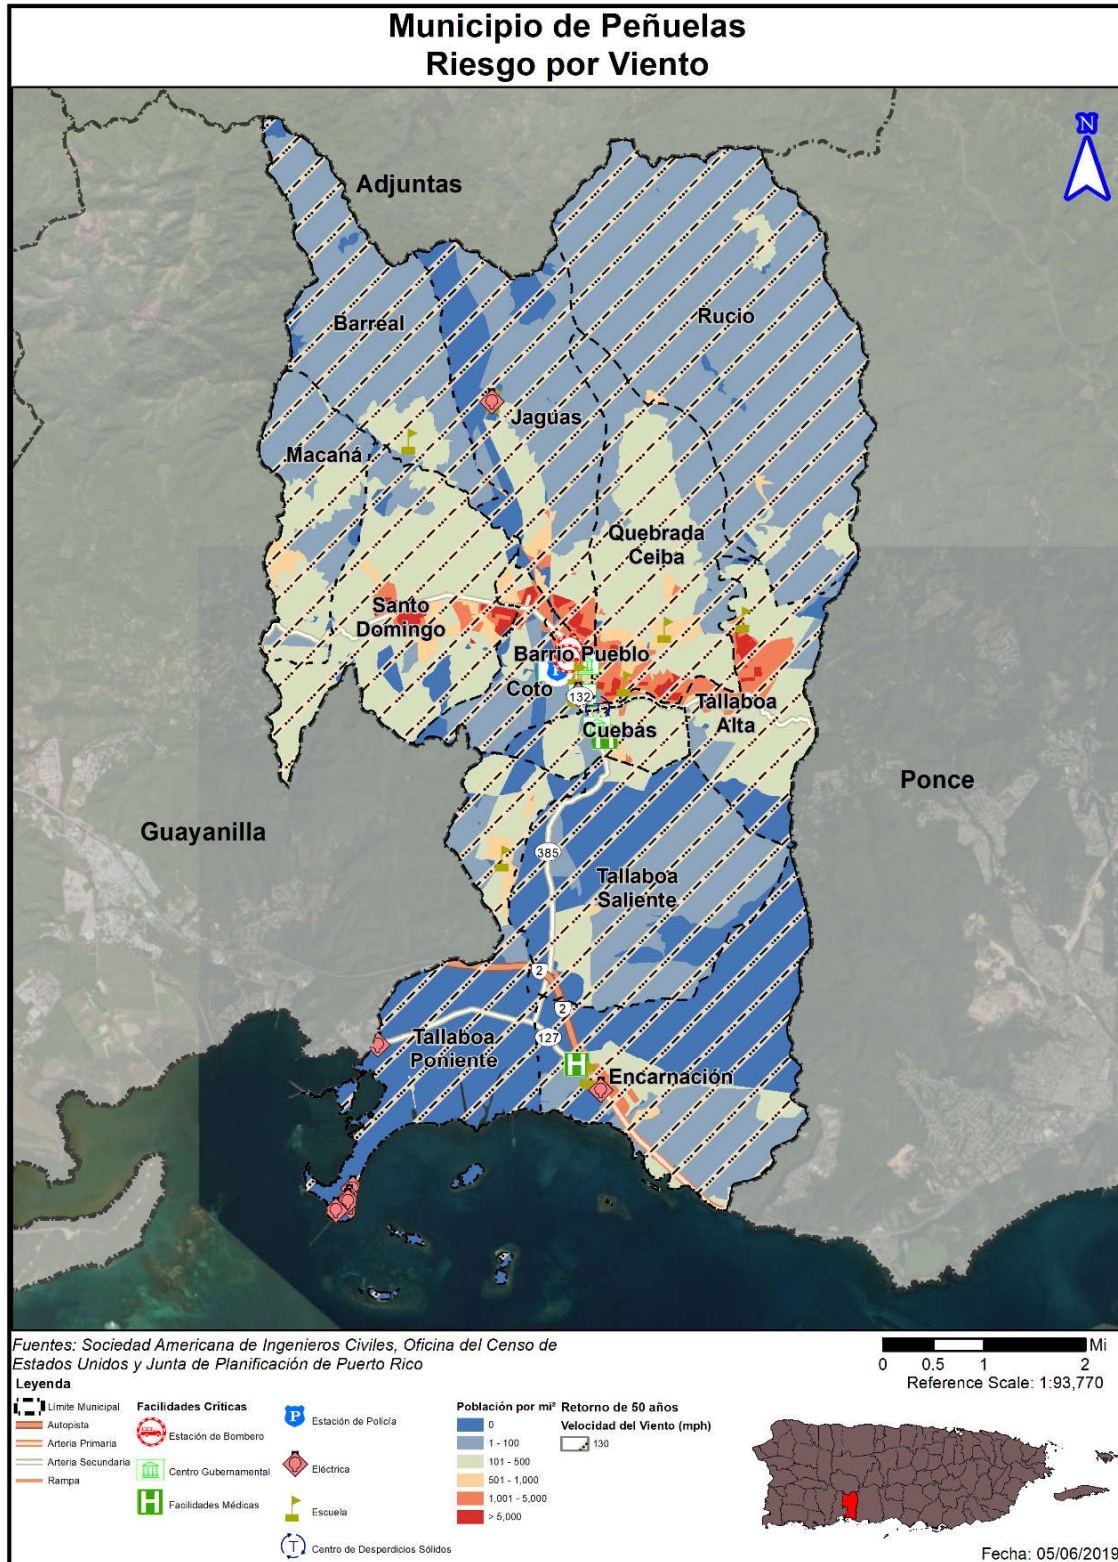 Municipio de Peñuelas
Riesgo por Viento
N
Adjuntas
Barreal
Rucio
Jaguas
Macaná
Quebrada
Ceiba
Santo
Domingo
Barrio Pueblo
P
Coto
132
Cuebas
Tallaboa
Alta
H
Ponce
Guayanilla
385
Tallaboa
Saliente
2
2
127
Tallaboa
Poniente
H
Encarnación
Fuentes: Sociedad Americana de Ingenieros Civiles, Oficina del Censo de
Estados Unidos y Junta de Planificación de Puerto Rico
Mi
0 0.5 1 2
Reference Scale: 1:93,770
Leyenda
Límite Municipal
Autopista
Arteria Primaria
Arteria Secundaria
Rampa
Facilidades Críticas
Estación de Bombero
Centro Gubernamental
H Facilidades Médicas
P Estación de Policía
Eléctrica
Escuela
T Centro de Desperdicios Sólidos
Población por mi²
0
1 - 100
101 - 500
501 - 1,000
1,001 - 5,000
> 5,000
Retorno de 50 años
Velocidad del Viento (mph)
130
Fecha: 05/06/2019